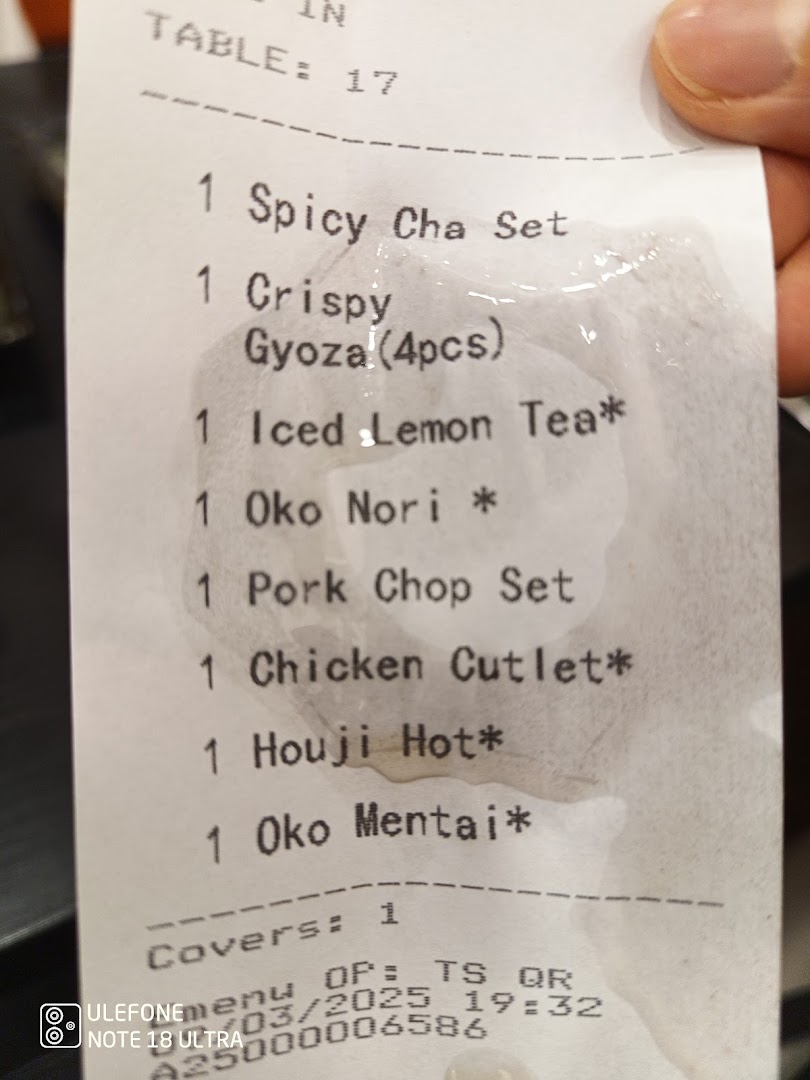 IN
TABLE: 17
1 Spicy Cha Set
1 Crispy
Gyoza(4pcs)
1 Iced Lemon Tea*
1 Oko Nori *
1 Pork Chop Set
1 Chicken Cutlet*
1 Houji Hot*
1 Oko Mentai*
Covers: 1
Emenu OP: TS QR
/03/2025 19:32
A25000006586
ULEFONE
NOTE 18 ULTRA